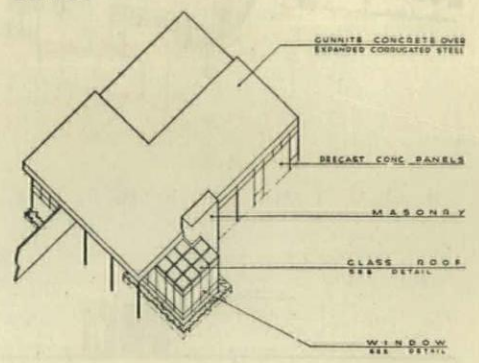 GUNNITE CONCRETE OVER
EXPANDED CORRUGATED STEEL
PRECAST CONC PANELS
MASONRY
GLASS ROOF
SEE DETAIL
WINDOW
SEE DETAIL